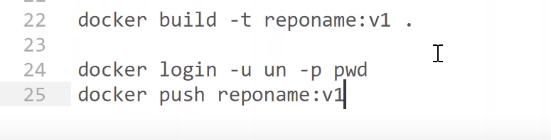 22 docker build -t reponame:v1 .
23
24 docker login -u un -p pwd
25 docker push reponame:v1